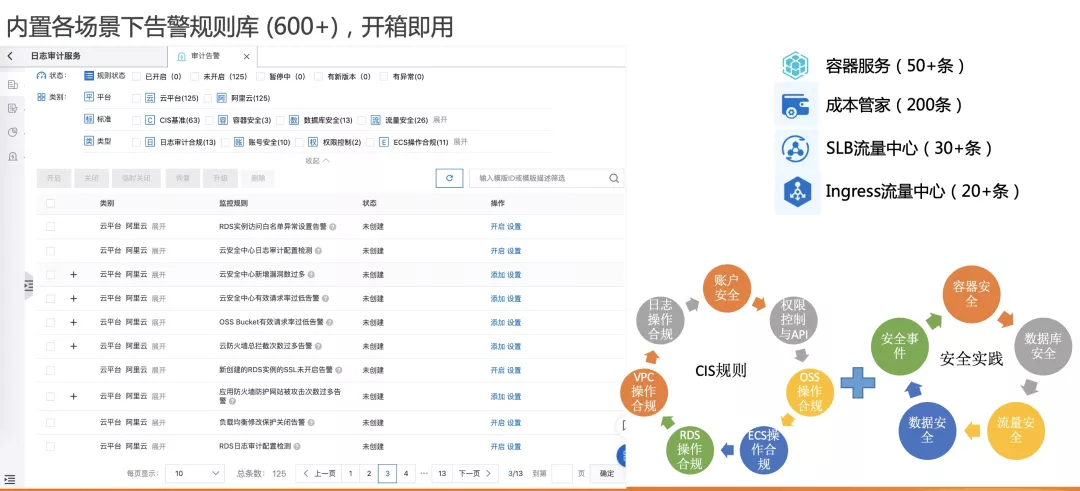 内置各场景下告警规则库 (600+)，开箱即用
日志审计服务
审计告警
状态：
规则状态 已开启（0） 未开启（125） 暂停中（0） 有新版本（0） 有异常(0)
类别：
平 平台 云 云平台(125) 阿 阿里云(125)
标 标准 C CIS基准(63) 容 容器安全(3) 数 数据库安全(13) 流 流量安全(26) 展开
类 类型 日 日志审计合规(13) 账 账号安全(10) 权 权限控制(2) E ECS操作合规(11) 展开
收起
开启 关闭 临时关闭 恢复 升级 删除
输入模版ID或模版描述筛选
类别 监控规则 状态 操作
云平台 阿里云 展开 RDS实例访问白名单异常设置告警 未创建 开启 设置
云平台 阿里云 展开 云安全中心日志审计配置检测 未创建 开启 设置
云平台 阿里云 展开 云安全中心新增漏洞数过多 未创建 添加 设置
云平台 阿里云 展开 云安全中心有效请求率过低告警 未创建 添加 设置
云平台 阿里云 展开 OSS Bucket有效请求率过低告警 未创建 添加 设置
云平台 阿里云 展开 云防火墙总拦截次数过多告警 未创建 添加 设置
云平台 阿里云 展开 新创建的RDS实例的SSL未开启告警 未创建 开启 设置
云平台 阿里云 展开 应用防火墙防护网站被攻击次数过多告
警 未创建 添加 设置
云平台 阿里云 展开 负载均衡修改保护关闭告警 未创建 开启 设置
云平台 阿里云 展开 RDS日志审计配置检测 未创建 开启 设置
每页显示： 10 总条数： 125 上一页 1 2 3 4 ··· 13 下一页 3/13 到第 页 确定
容器服务（50+条）
成本管家（200条）
SLB流量中心（30+条）
Ingress流量中心（20+条）
CIS规则
账户
安全
权限
控制
与API
OSS
操作
合规
ECS操
作合
规
RDS
操作
合规
VPC
操作
合规
日志
操作
合规
安全实践
容器安
全
数据库
安全
流量安
全
数据安
全
安全事
件